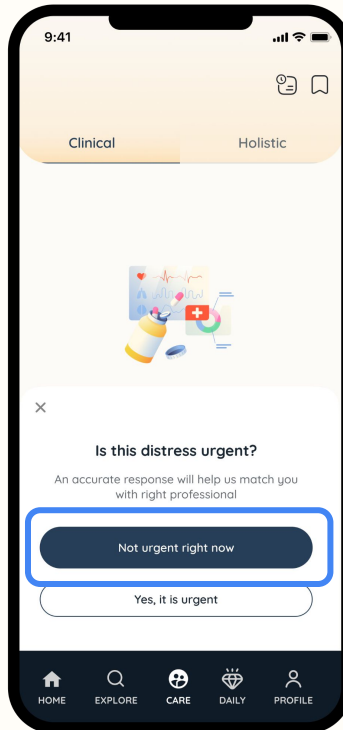 9:41
Clinical
Holistic
Is this distress urgent?
An accurate response will help us match you
with right professional
Not urgent right now
Yes, it is urgent
HOME
EXPLORE
CARE
DAILY
PROFILE